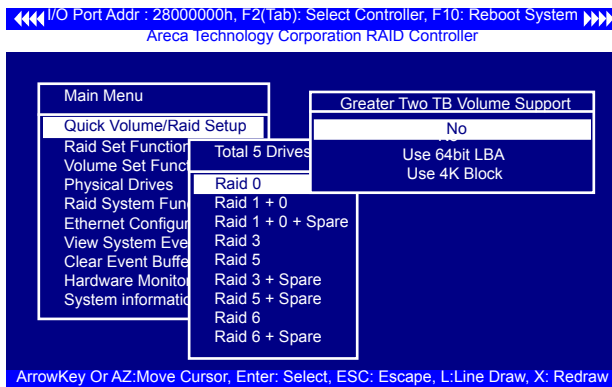 I/O Port Addr : 28000000h, F2(Tab): Select Controller, F10: Reboot System
Areca Technology Corporation RAID Controller
Main Menu
Quick Volume/Raid Setup
Raid Set Function
Volume Set Funct
Physical Drives
Raid System Fun
Ethernet Configur
View System Eve
Clear Event Buffe
Hardware Monitor
System informatio
Total 5 Drives
Raid 0
Raid 1 + 0
Raid 1 + 0 + Spare
Raid 3
Raid 5
Raid 3 + Spare
Raid 5 + Spare
Raid 6
Raid 6 + Spare
Greater Two TB Volume Support
No
Use 64bit LBA
Use 4K Block
ArrowKey Or AZ:Move Cursor, Enter: Select, ESC: Escape, L:Line Draw, X: Redraw